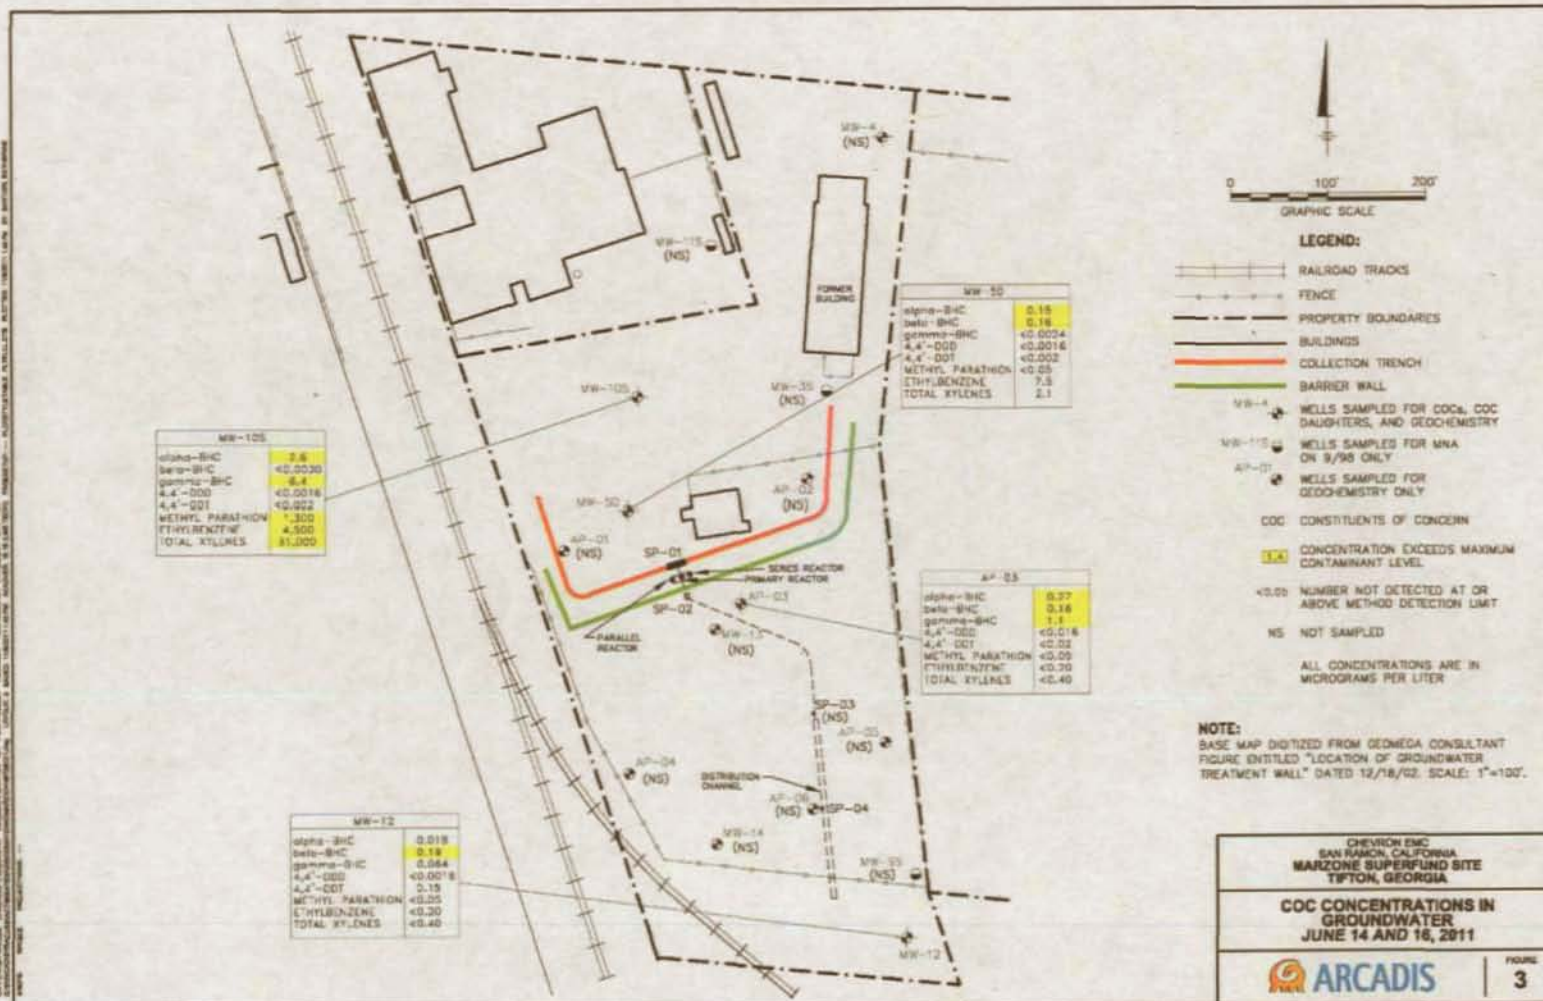 MW-4
(NS)
0 100' 200'
GRAPHIC SCALE
LEGEND:
RAILROAD TRACKS
FENCE
PROPERTY BOUNDARIES
BUILDINGS
COLLECTION TRENCH
BARRIER WALL
MW-4 WELLS SAMPLED FOR COCs, COC
DAUGHTERS, AND GEOCHEMISTRY
MW-11S WELLS SAMPLED FOR MNA
ON 9/98 ONLY
AP-01 WELLS SAMPLED FOR
GEOCHEMISTRY ONLY
COC CONSTITUENTS OF CONCERN
CONCENTRATION EXCEEDS MAXIMUM
CONTAMINANT LEVEL
<0.05 NUMBER NOT DETECTED AT OR
ABOVE METHOD DETECTION LIMIT
NS NOT SAMPLED
ALL CONCENTRATIONS ARE IN
MICROGRAMS PER LITER
NOTE:
BASE MAP DIGITIZED FROM GEOMEGA CONSULTANT
FIGURE ENTITLED "LOCATION OF GROUNDWATER
TREATMENT WALL" DATED 12/18/02. SCALE: 1"=100'.
MW-11S
(NS)
FORMER
BUILDING
MW-50
alpha-BHC 0.15
beta-BHC 0.16
gamma-BHC <0.0024
4,4'-DDD <0.0016
4,4'-DDT <0.002
METHYL PARATHION <0.05
ETHYLBENZENE 7.5
TOTAL XYLENES 2.1
MW-10S
MW-3S
(NS)
MW-10S
alpha-BHC
beta-BHC <0.0030
gamma-BHC
4,4'-DDD <0.0016
4,4'-DDT <0.002
METHYL PARATHION 1,300
ETHYLBENZENE 4,500
TOTAL XYLENES 31,000
MW-50
AP-02
(NS)
AP-01
(NS)
SP-01
SERIES REACTOR
PRIMARY REACTOR
SP-02
AP-03
PARALLEL
REACTOR
MW-13
(NS)
AP-03
alpha-BHC 0.27
beta-BHC 0.16
gamma-BHC 1.1
4,4'-DDD <0.016
4,4'-DDT <0.02
METHYL PARATHION <0.05
ETHYLBENZENE <0.20
TOTAL XYLENES <0.40
SP-03
(NS)
AP-05
(NS)
AP-04
(NS)
DISTRIBUTION
CHANNEL
AP-06
(NS)
SP-04
MW-14
(NS)
(NS)
MW-12
alpha-BHC 0.019
beta-BHC 0.19
gamma-BHC 0.064
4,4'-DDD <0.0016
4,4'-DDT 0.15
METHYL PARATHION <0.05
ETHYLBENZENE <0.20
TOTAL XYLENES <0.40
MW-12
CHEVRON EMC
SAN RAMON, CALIFORNIA
MARZONE SUPERFUND SITE
TIFTON, GEORGIA
COC CONCENTRATIONS IN
GROUNDWATER
JUNE 14 AND 16, 2011
ARCADIS
FIGURE
3